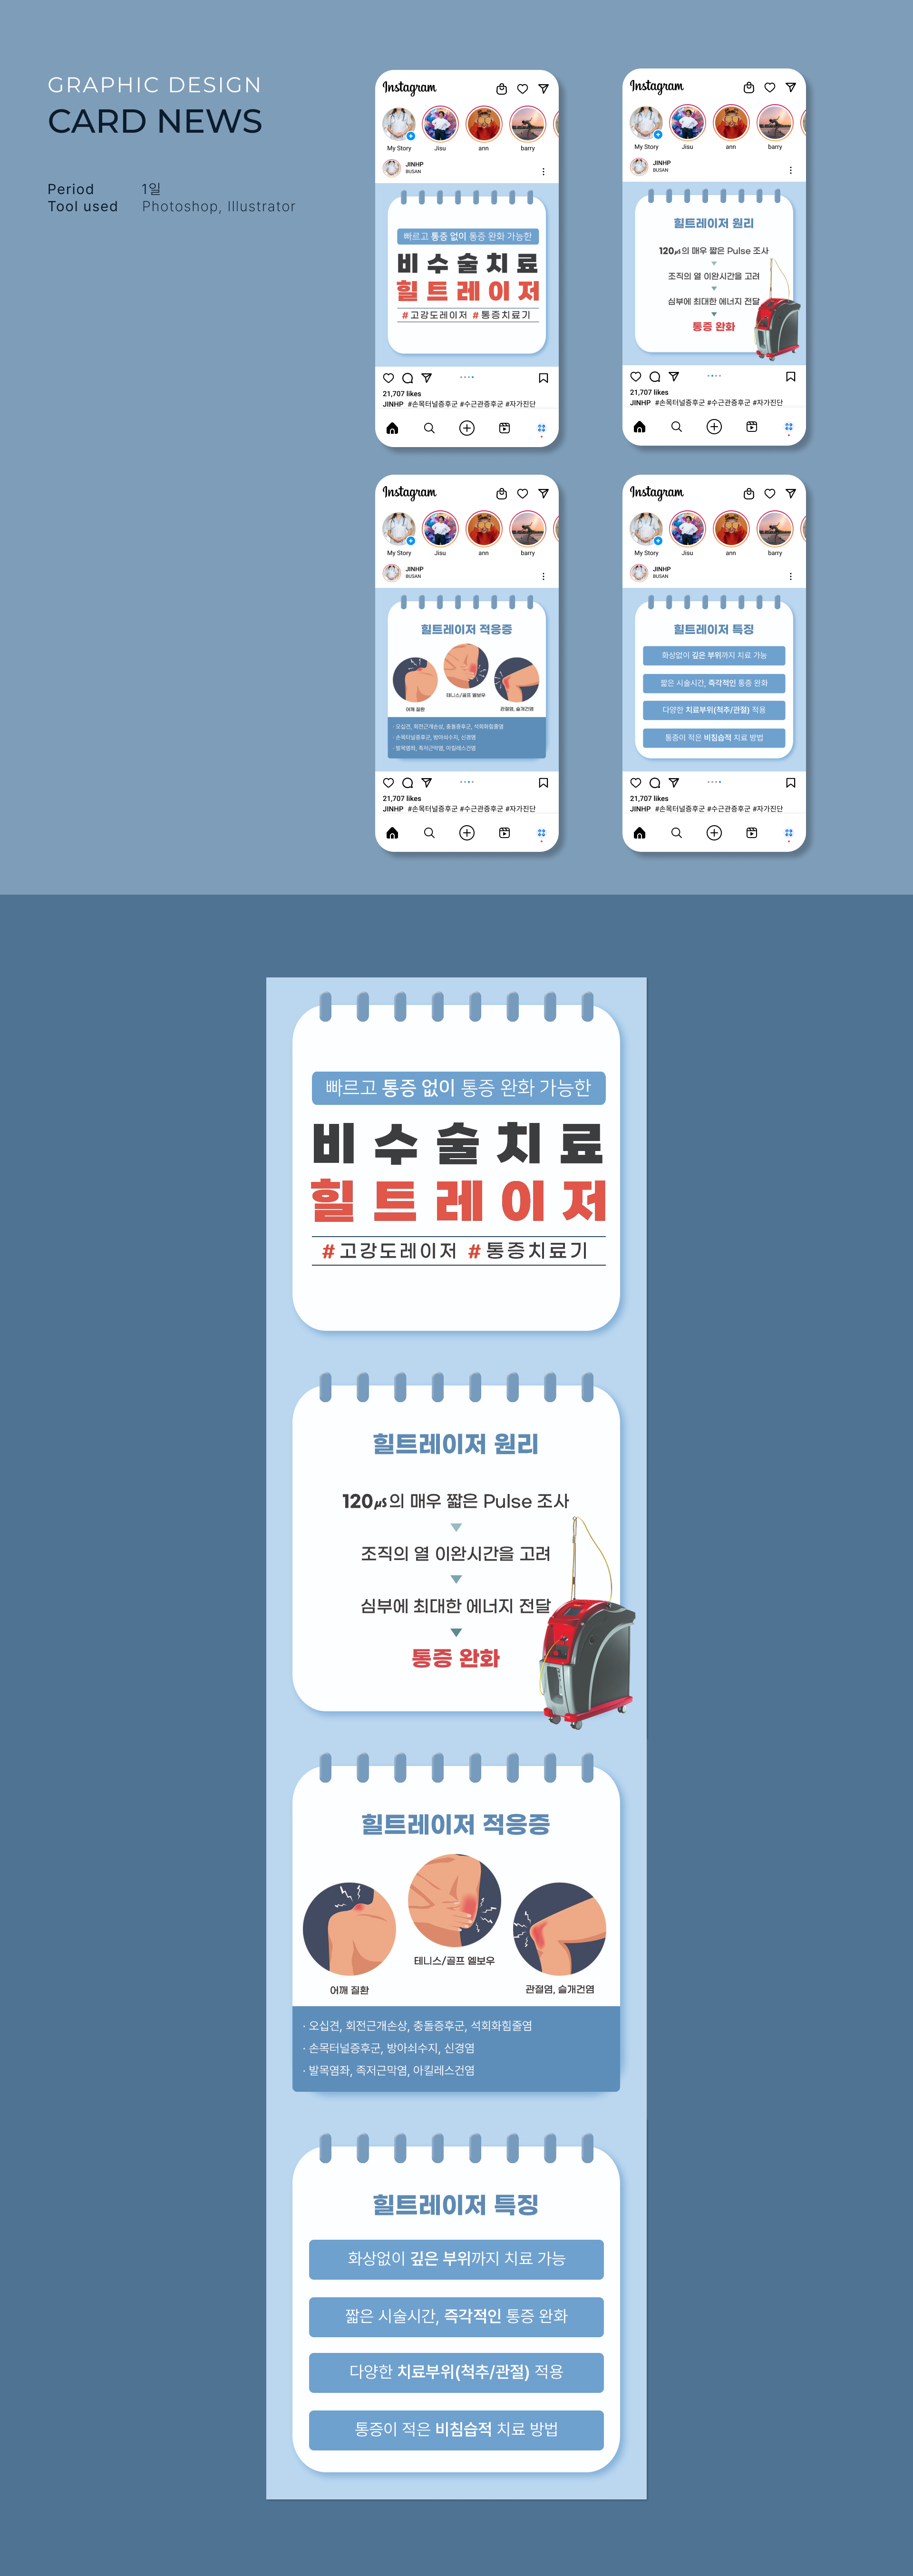 GRAPHIC DESIGN
CARD NEWS
Period 1일
Tool used Photoshop, Illustrator
Instagram
My Story Jisu ann barry
JINHP
BUSAN
빠르고 통증 없이 통증 완화 가능한
비수술치료
힐트레이저
#고강도레이저 #통증치료기
21,707 likes
JINHP #손목터널증후군 #수근관증후군 #자가진단
Instagram
My Story Jisu ann barry
JINHP
BUSAN
힐트레이저 원리
120㎲의 매우 짧은 Pulse 조사
조직의 열 이완시간을 고려
심부에 최대한 에너지 전달
통증 완화
21,707 likes
JINHP #손목터널증후군 #수근관증후군 #자가진단
Instagram
My Story Jisu ann barry
JINHP
BUSAN
힐트레이저 적응증
테니스/골프 엘보우
어깨 질환 관절염, 슬개건염
· 오십견, 회전근개손상, 충돌증후군, 석회화힘줄염
· 손목터널증후군, 방아쇠수지, 신경염
· 발목염좌, 족저근막염, 아킬레스건염
21,707 likes
JINHP #손목터널증후군 #수근관증후군 #자가진단
Instagram
My Story Jisu ann barry
JINHP
BUSAN
힐트레이저 특징
화상없이 깊은 부위까지 치료 가능
짧은 시술시간, 즉각적인 통증 완화
다양한 치료부위(척추/관절) 적용
통증이 적은 비침습적 치료 방법
21,707 likes
JINHP #손목터널증후군 #수근관증후군 #자가진단
빠르고 통증 없이 통증 완화 가능한
비수술치료
힐트레이저
#고강도레이저 #통증치료기
힐트레이저 원리
120㎲의 매우 짧은 Pulse 조사
조직의 열 이완시간을 고려
심부에 최대한 에너지 전달
통증 완화
힐트레이저 적응증
테니스/골프 엘보우
어깨 질환 관절염, 슬개건염
· 오십견, 회전근개손상, 충돌증후군, 석회화힘줄염
· 손목터널증후군, 방아쇠수지, 신경염
· 발목염좌, 족저근막염, 아킬레스건염
힐트레이저 특징
화상없이 깊은 부위까지 치료 가능
짧은 시술시간, 즉각적인 통증 완화
다양한 치료부위(척추/관절) 적용
통증이 적은 비침습적 치료 방법